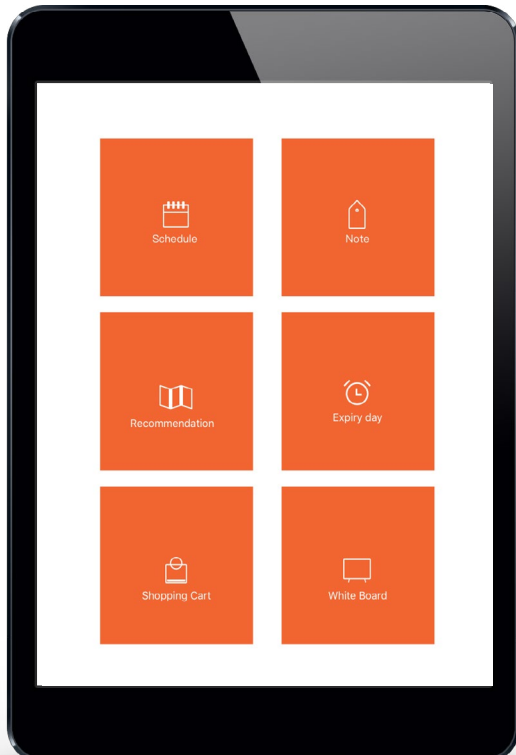 Schedule
Note
Recommendation
Expiry day
Shopping Cart
White Board